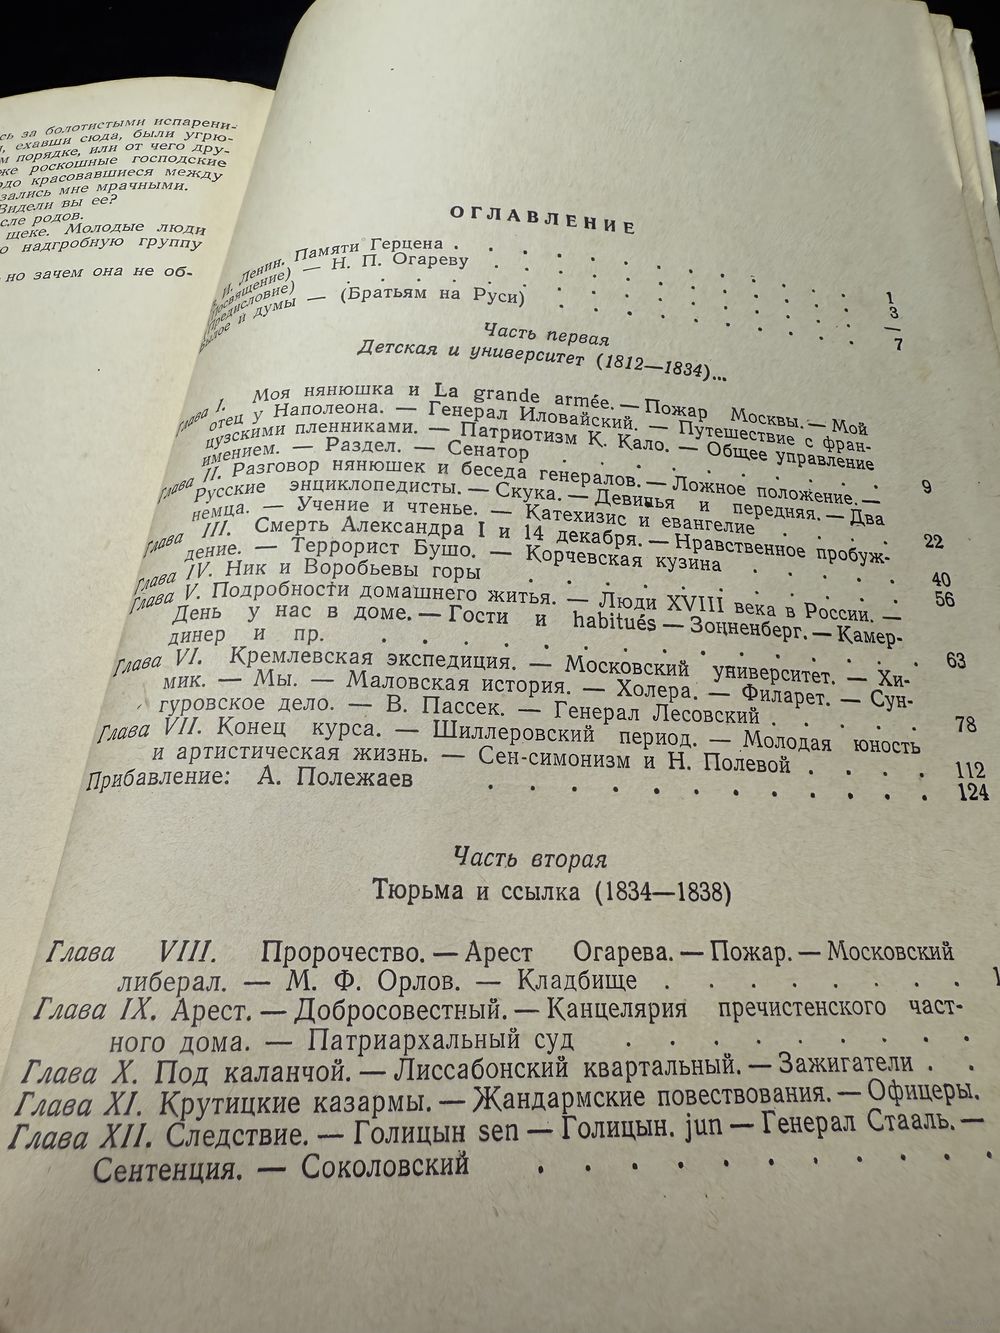 сь за болотистыми испарени-
, ехавши сюда, были угрю-
м порядке, или от чего дру-
же роскошные господские
рдо красовавшиеся между
зались мне мрачными.
Видели вы ее?
сле родов.
щеке. Молодые люди
о надгробную группу
но зачем она не об-
ОГЛАВЛЕНИЕ
И. Ленин. Памяти Герцена . . . . . . . . . . 1
(Посвящение) — Н. П. Огареву . . . . . . . . . 3
(Предисловие) . . . . . . . . . . —
Былое и думы — (Братьям на Руси) . . . . . . . . 7
Часть первая
Детская и университет (1812—1834)...
Глава I. Моя нянюшка и La grande armée. — Пожар Москвы. — Мой
отец у Наполеона. — Генерал Иловайский. — Путешествие с фран-
цузскими пленниками. — Патриотизм К. Кало. — Общее управление
имением. — Раздел. — Сенатор . . . . . . . . 9
Глава II. Разговор нянюшек и беседа генералов. — Ложное положение. —
Русские энциклопедисты. — Скука. — Девичья и передняя. — Два
немца. — Учение и чтенье. — Катехизис и евангелие . . . . 22
Глава III. Смерть Александра I и 14 декабря. — Нравственное пробуж-
дение. — Террорист Бушо. — Корчевская кузина . . . . . 40
Глава IV. Ник и Воробьевы горы . . . . . . . . . 56
Глава V. Подробности домашнего житья. — Люди XVIII века в России. —
День у нас в доме. — Гости и habitués — Зонненберг. — Камер-
динер и пр. . . . . . . . . . . . . 63
Глава VI. Кремлевская экспедиция. — Московский университет. — Хи-
мик. — Мы. — Маловская история. — Холера. — Филарет. — Сун-
гуровское дело. — В. Пассек. — Генерал Лесовский . . . . . 78
Глава VII. Конец курса. — Шиллеровский период. — Молодая юность
и артистическая жизнь. — Сен-симонизм и Н. Полевой . . . . 112
Прибавление: А. Полежаев . . . . . . . . . . . 124
Часть вторая
Тюрьма и ссылка (1834—1838)
Глава VIII. Пророчество. — Арест Огарева. — Пожар. — Московский
либерал. — М. Ф. Орлов. — Кладбище . . . . . . . . 1
Глава IX. Арест. — Добросовестный. — Канцелярия пречистенского част-
ного дома. — Патриархальный суд . . . . . . . .
Глава X. Под каланчой. — Лиссабонский квартальный. — Зажигатели . .
Глава XI. Крутицкие казармы. — Жандармские повествования. — Офицеры.
Глава XII. Следствие. — Голицын sen — Голицын. jun — Генерал Стааль. —
Сентенция. — Соколовский . . . . . . . . . .